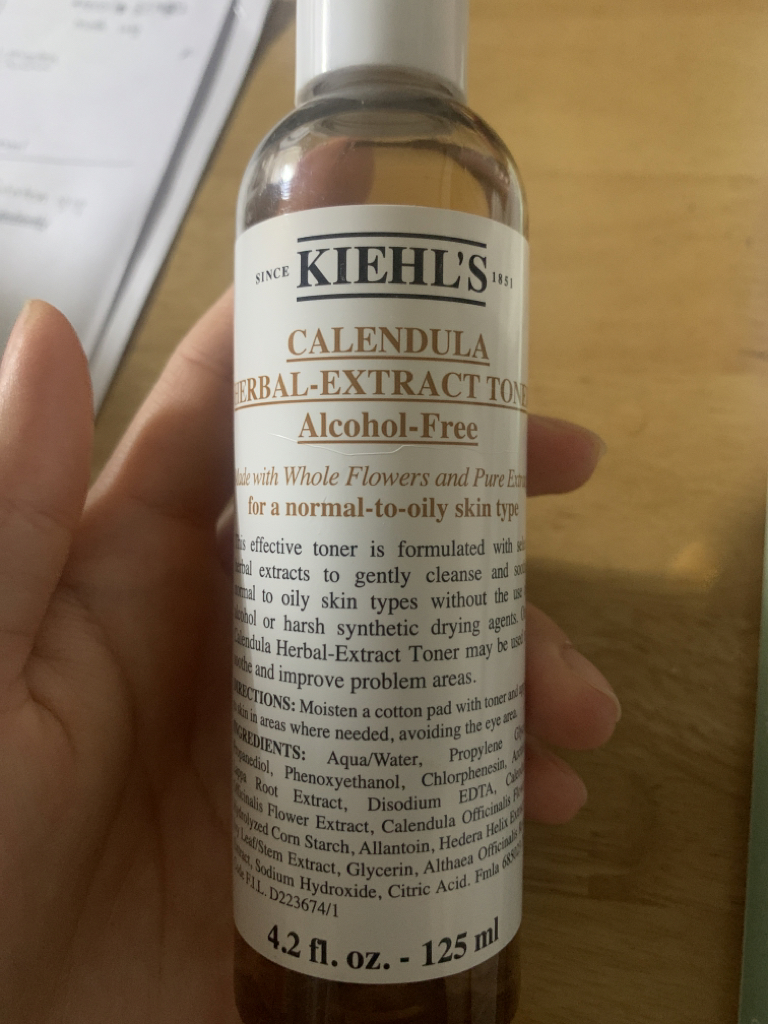 SINCE KIEHL'S 1851
CALENDULA
HERBAL-EXTRACT TONE
Alcohol-Free
Made with Whole Flowers and Pure
for a normal-to-oily skin type
This effective toner is formulated with
herbal extracts to gently cleanse and
normal to oily skin types without the use
alcohol or harsh synthetic drying agents.
Calendula Herbal-Extract Toner may be used
soothe and improve problem areas.
DIRECTIONS: Moisten a cotton pad with toner and
to skin in areas where needed, avoiding the eye area.
INGREDIENTS: Aqua/Water, Propylene
Propanediol, Phenoxyethanol, Chlorphenesin,
Root Extract, Disodium EDTA,
Officinalis Flower Extract, Calendula Officinalis
Hydrolyzed Corn Starch, Allantoin, Hedera Helix
Leaf/Stem Extract, Glycerin, Althaea Officinalis
Sodium Hydroxide, Citric Acid. Fmla
F.I.L. D223674/1
4.2 fl. oz. - 125 ml